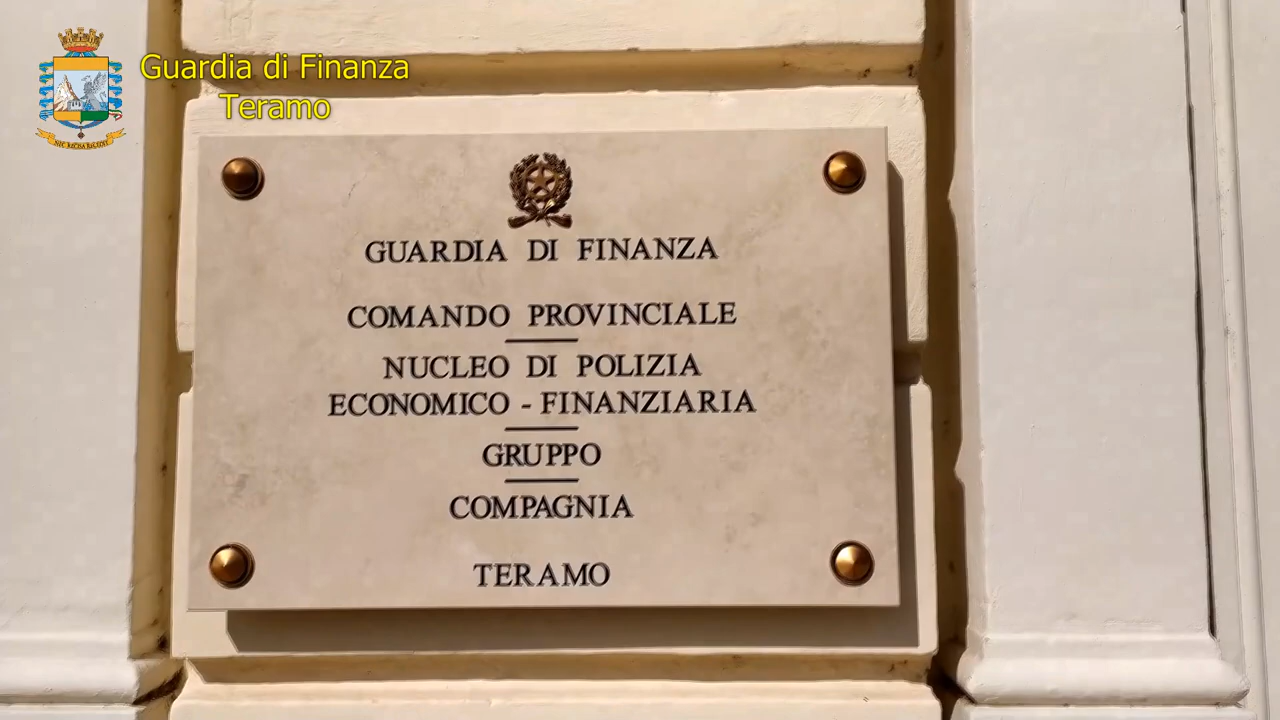 Guardia di Finanza
Teramo
GUARDIA DI FINANZA
COMANDO PROVINCIALE
NUCLEO DI POLIZIA
ECONOMICO - FINANZIARIA
GRUPPO
COMPAGNIA
TERAMO